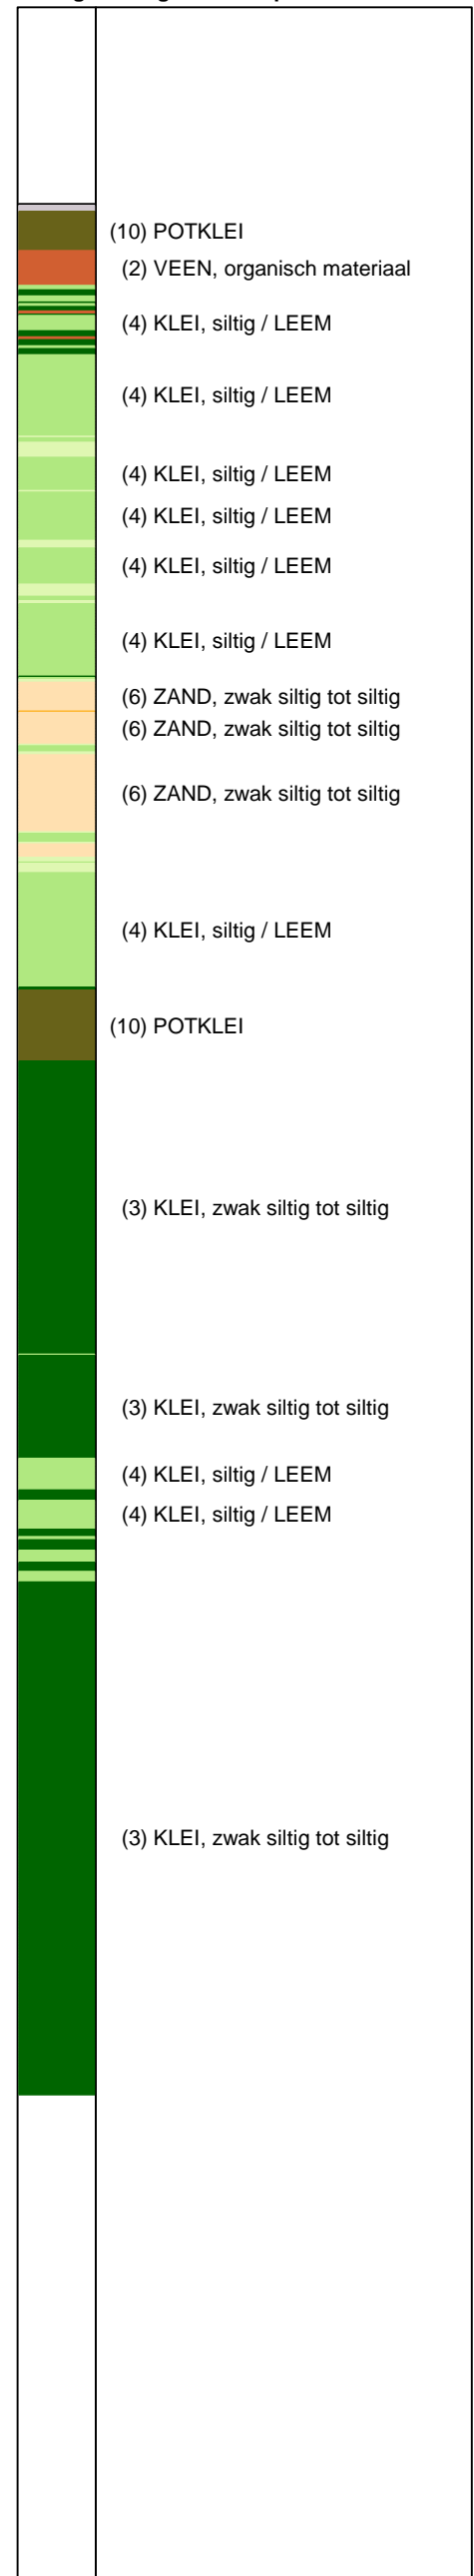 (10) POTKLEI
(2) VEEN, organisch materiaal
(4) KLEI, siltig / LEEM
(4) KLEI, siltig / LEEM
(4) KLEI, siltig / LEEM
(4) KLEI, siltig / LEEM
(4) KLEI, siltig / LEEM
(4) KLEI, siltig / LEEM
(6) ZAND, zwak siltig tot siltig
(6) ZAND, zwak siltig tot siltig
(6) ZAND, zwak siltig tot siltig
(4) KLEI, siltig / LEEM
(10) POTKLEI
(3) KLEI, zwak siltig tot siltig
(3) KLEI, zwak siltig tot siltig
(4) KLEI, siltig / LEEM
(4) KLEI, siltig / LEEM
(3) KLEI, zwak siltig tot siltig